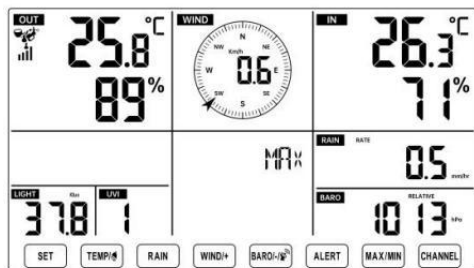 OUT
25.8 °C
89%
WIND
N
NW
NE
Km/h
W
0.6
E
SW
SE
S
IN
26.3 °C
71%
MAX
RAIN RATE
0.5 mm/hr
LIGHT Klux
37.8
UVI
1
BARO RELATIVE
1013 hPa
SET TEMP/ RAIN WIND/+ BARO/-/ ALERT MAX/MIN CHANNEL